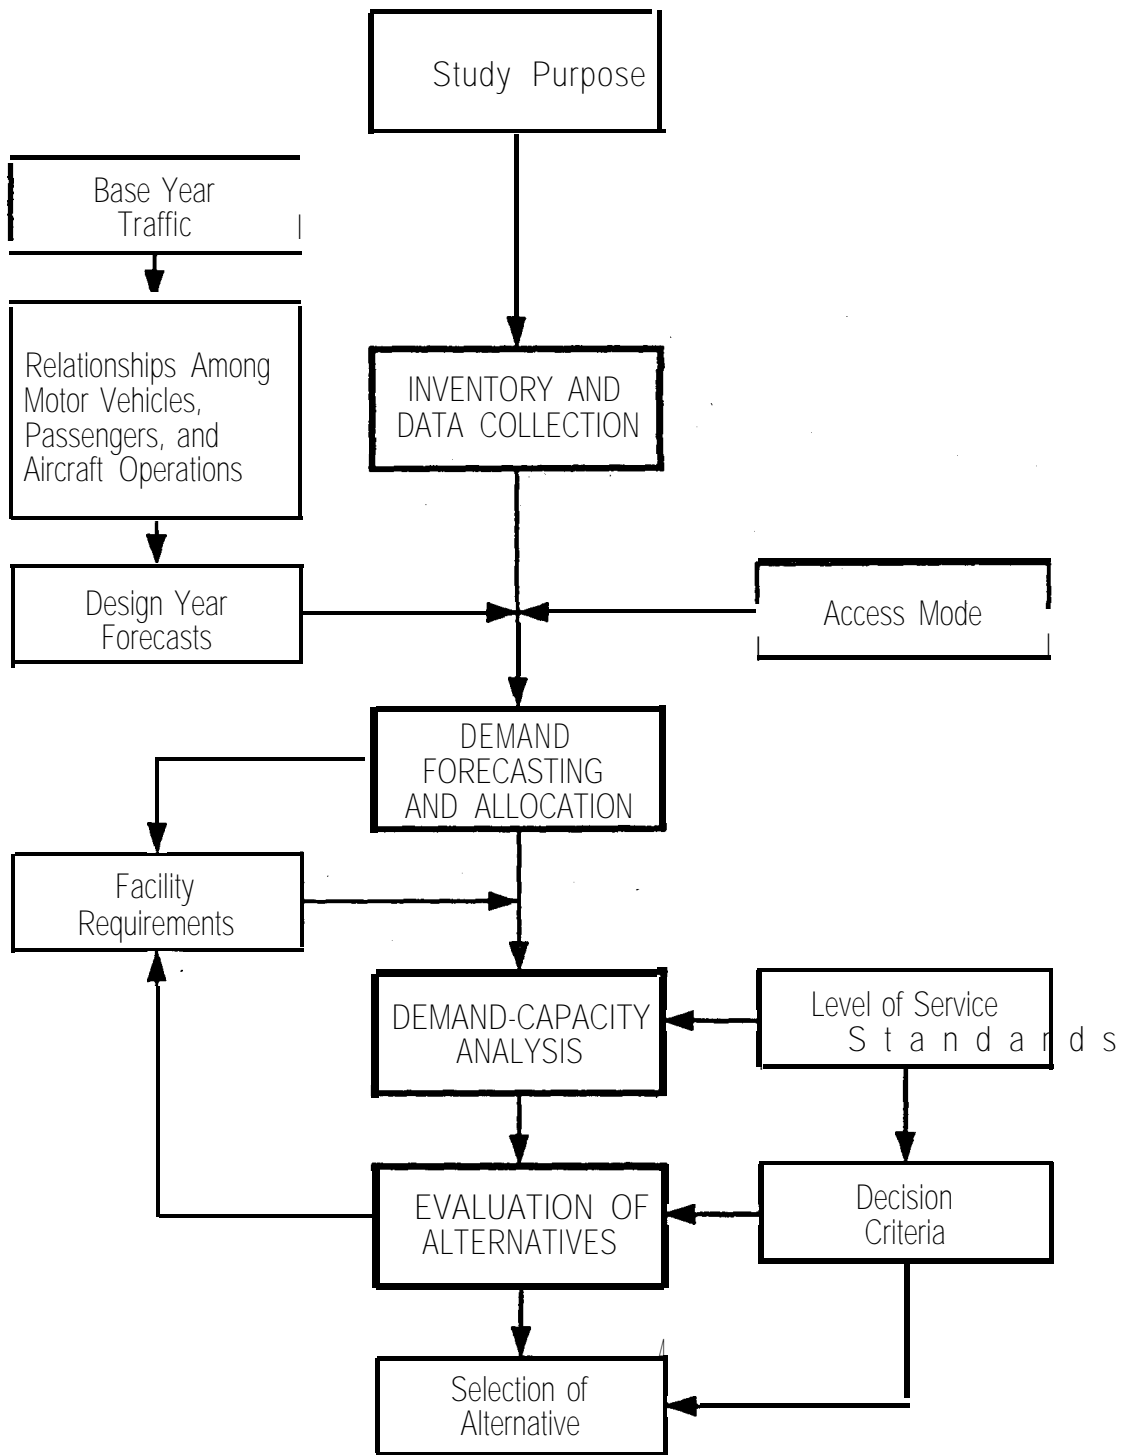 Study Purpose
Base Year
Traffic
Relationships Among
Motor Vehicles,
Passengers, and
Aircraft Operations
INVENTORY AND
DATA COLLECTION
Design Year
Forecasts
Access Mode
DEMAND
FORECASTING
AND ALLOCATION
Facility
Requirements
DEMAND-CAPACITY
ANALYSIS
Level of Service
Standards
EVALUATION OF
ALTERNATIVES
Decision
Criteria
Selection of
Alternative